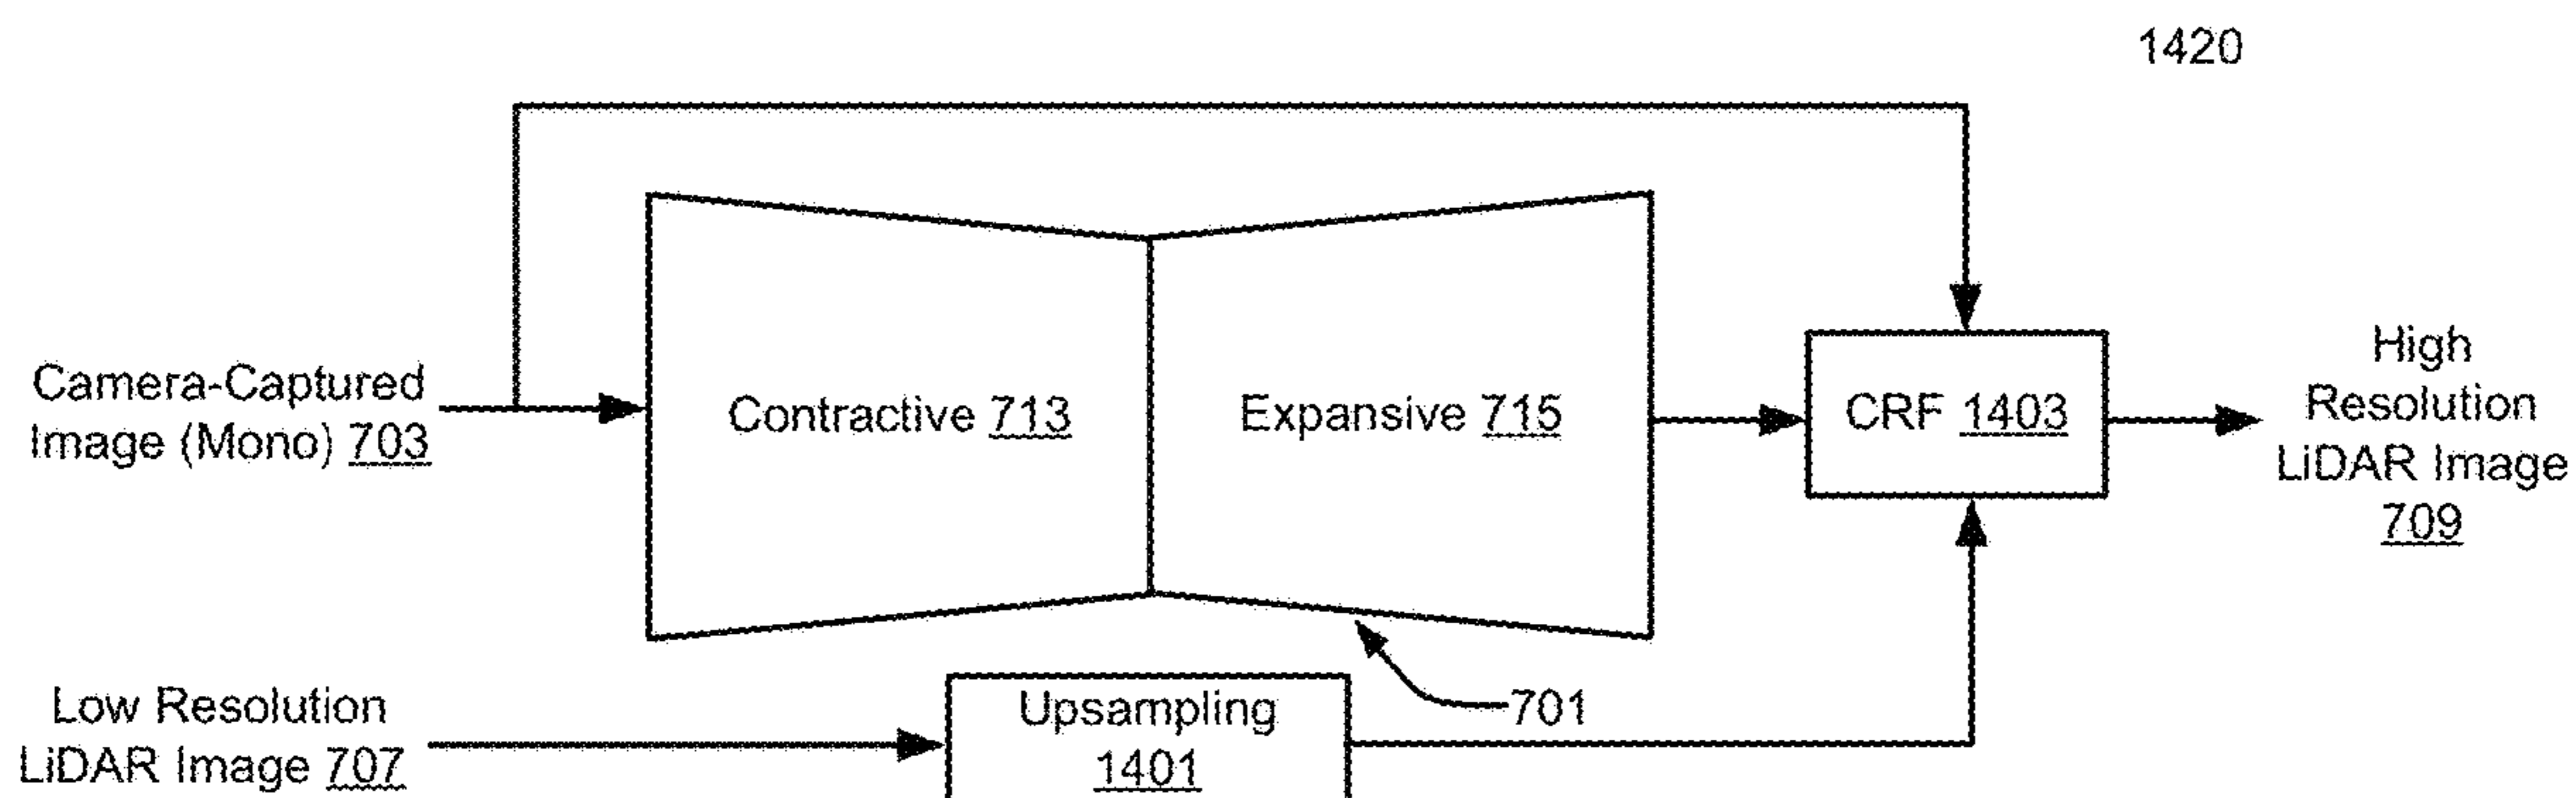 1420
Camera-Captured
Image (Mono) 703
Contractive 713
Expansive 715
CRF 1403
High
Resolution
LiDAR Image
709
Low Resolution
LiDAR Image 707
Upsampling
1401
701